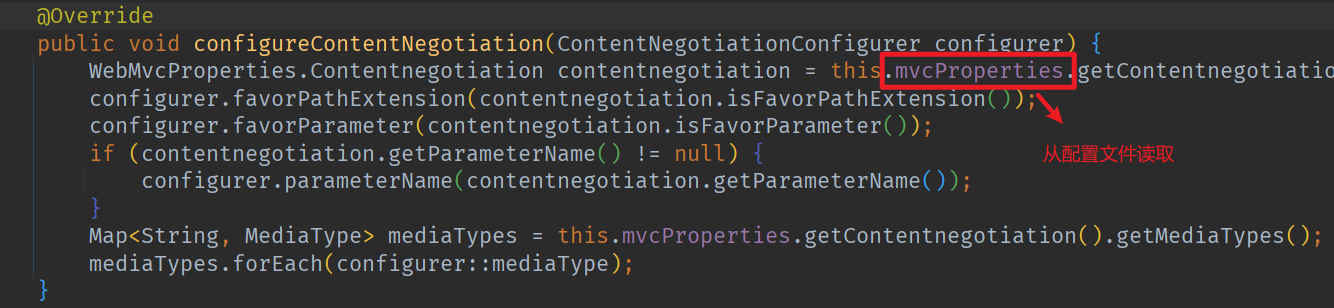 @Override
public void configureContentNegotiation(ContentNegotiationConfigurer configurer) {
WebMvcProperties.Contentnegotiation contentnegotiation = this.mvcProperties.getContentnegotiatio
configurer.favorPathExtension(contentnegotiation.isFavorPathExtension());
configurer.favorParameter(contentnegotiation.isFavorParameter());
从配置文件读取
if (contentnegotiation.getParameterName() != null) {
configurer.parameterName(contentnegotiation.getParameterName());
}
Map<String, MediaType> mediaTypes = this.mvcProperties.getContentnegotiation().getMediaTypes();
mediaTypes.forEach(configurer::mediaType);
}